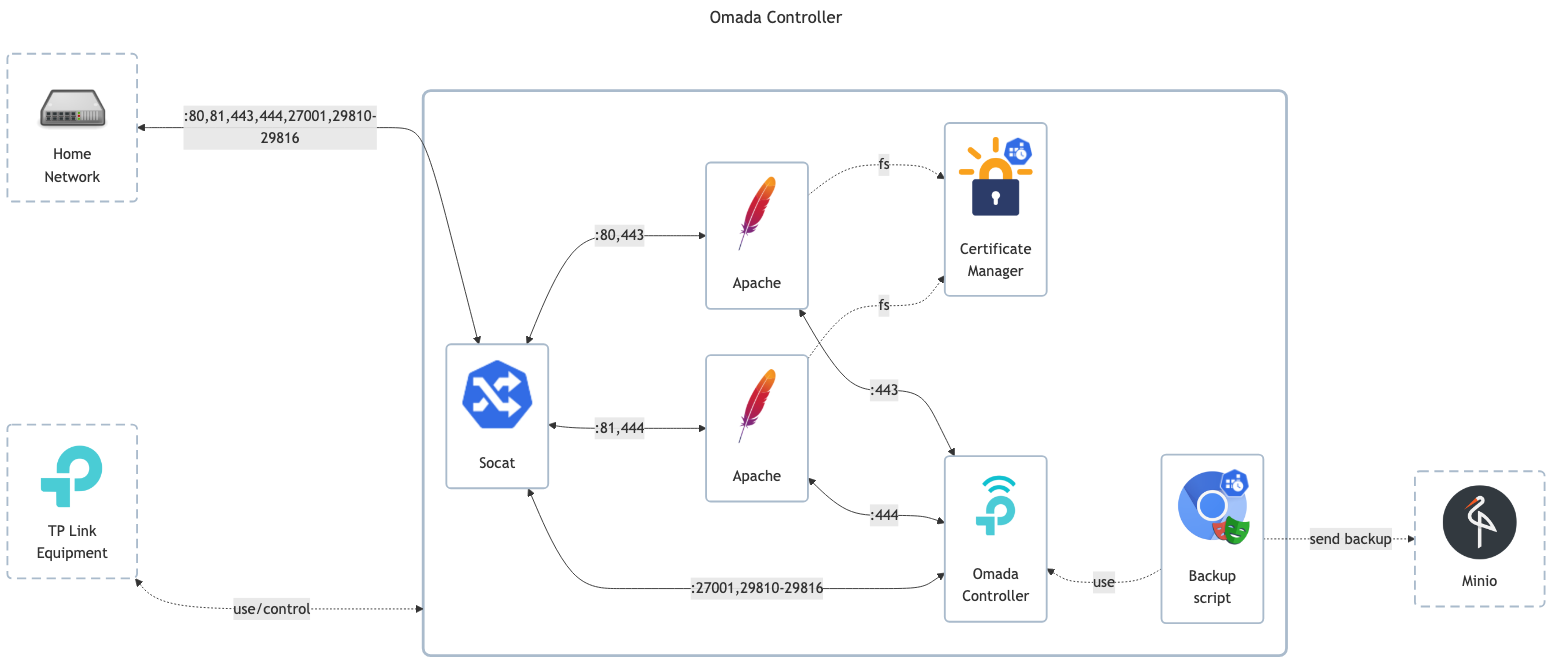 Omada Controller
:80,81,443,444,27001,29810-
29816
Home
Network
fs
Certificate
Manager
:80,443
Apache
fs
:443
Socat
:81,444
Apache
:444
TP Link
Equipment
use/control
:27001,29810-29816
Omada
Controller
use
Backup
script
send backup
Minio